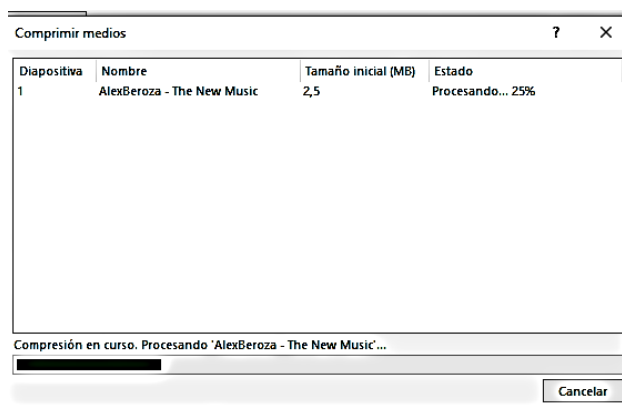 Comprimir medios ? ✕
Diapositiva Nombre Tamaño inicial (MB) Estado
1 AlexBeroza - The New Music 2,5 Procesando... 25%
Compresión en curso. Procesando 'AlexBeroza - The New Music'...
Cancelar